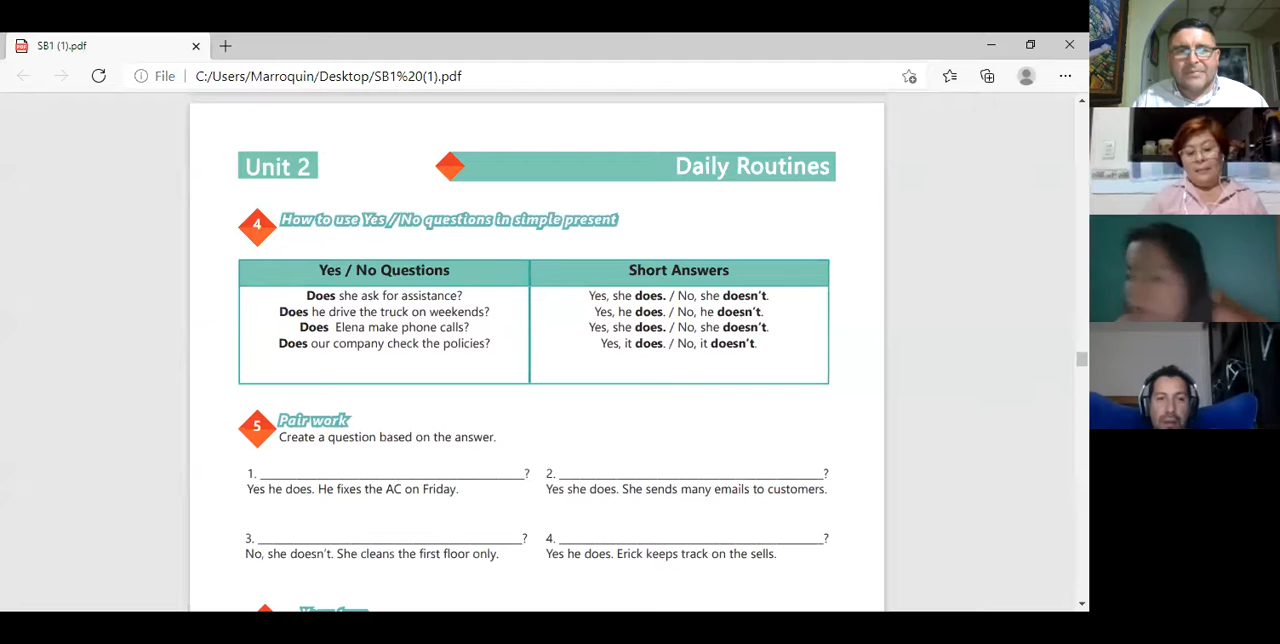 SB1 (1).pdf
File
C:/Users/Marroquin/Desktop/SB1%20(1).pdf
Unit 2
Daily Routines
4
How to use Yes / No questions in simple present
Yes / No Questions
Short Answers
Does she ask for assistance?
Yes, she does. / No, she doesn't.
Does he drive the truck on weekends?
Yes, he does. / No, he doesn't.
Does Elena make phone calls?
Yes, she does. / No, she doesn't.
Does our company check the policies?
Yes, it does. / No, it doesn't.
5
Pair work
Create a question based on the answer.
1. ______________________________?
Yes he does. He fixes the AC on Friday.
2. ______________________________?
Yes she does. She sends many emails to customers.
3. ______________________________?
No, she doesn't. She cleans the first floor only.
4. ______________________________?
Yes he does. Erick keeps track on the sells.